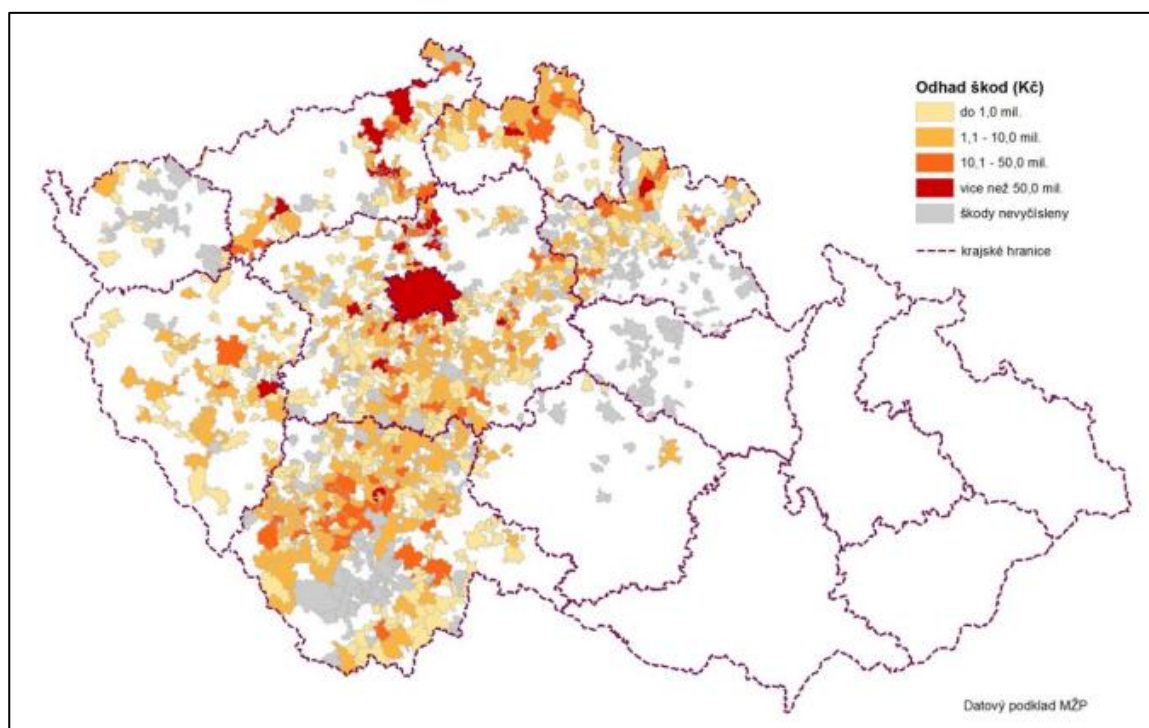 Odhad škod (Kč)
do 1,0 mil.
1,1 - 10,0 mil.
10,1 - 50,0 mil.
vice než 50,0 mil.
škody nevyčísleny
krajské hranice
Datový podklad MŽP